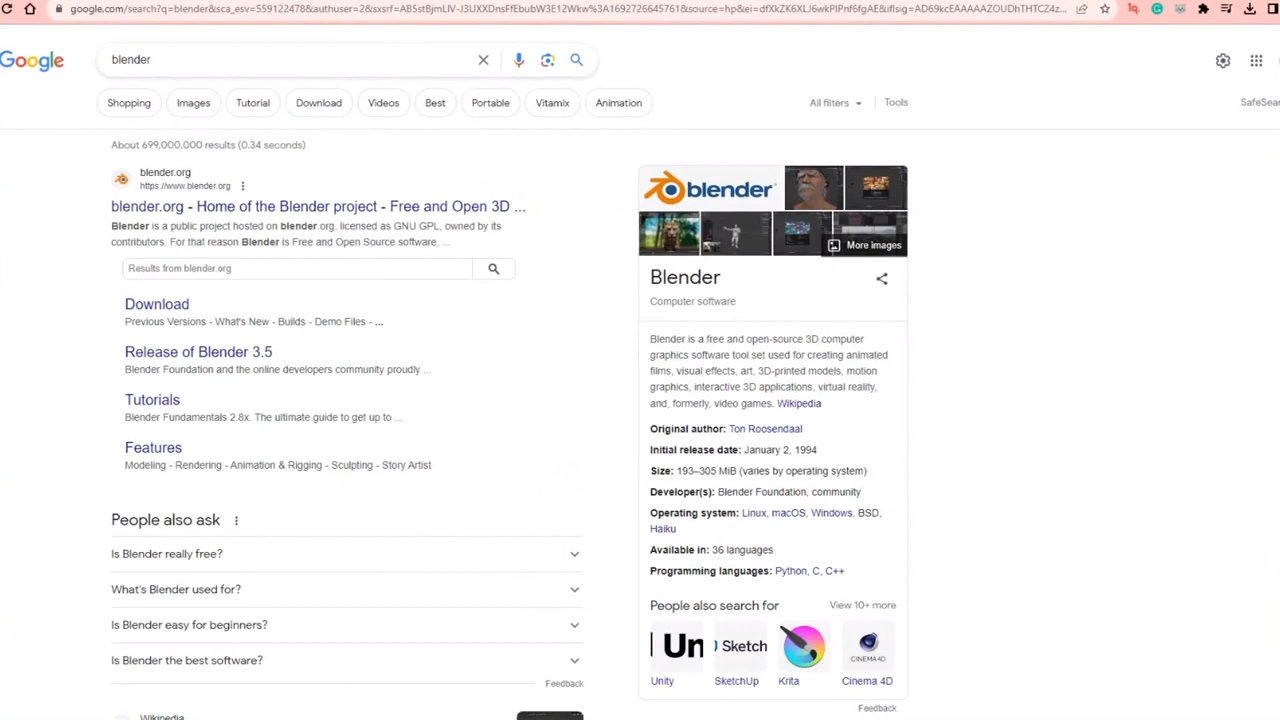 google.com/search?q=blender&sca_esv=559122478&authuser=2&sxsrf=
Google
blender
Shopping
Images
Tutorial
Download
Videos
Best
Portable
Vitamix
Animation
All filters
Tools
SafeSear
About 699,000,000 results (0.34 seconds)
blender.org
https://www.blender.org
blender.org - Home of the Blender project - Free and Open 3D ...
Blender is a public project hosted on blender.org, licensed as GNU GPL, owned by its
contributors. For that reason Blender is Free and Open Source software, ...
Results from blender.org
Download
Previous Versions - What's New - Builds - Demo Files - ...
Release of Blender 3.5
Blender Foundation and the online developers community proudly ...
Tutorials
Blender Fundamentals 2.8x. The ultimate guide to get up to ...
Features
Modeling - Rendering - Animation & Rigging - Sculpting - Story Artist
People also ask
Is Blender really free?
What's Blender used for?
Is Blender easy for beginners?
Is Blender the best software?
Feedback
Wikipedia
blender
More images
Blender
Computer software
Blender is a free and open-source 3D computer
graphics software tool set used for creating animated
films, visual effects, art, 3D-printed models, motion
graphics, interactive 3D applications, virtual reality,
and, formerly, video games. Wikipedia
Original author: Ton Roosendaal
Initial release date: January 2, 1994
Size: 193–305 MiB (varies by operating system)
Developer(s): Blender Foundation, community
Operating system: Linux, macOS, Windows, BSD,
Haiku
Available in: 36 languages
Programming languages: Python, C, C++
People also search for
View 10+ more
Un
Sketch
CINEMA 4D
Unity
SketchUp
Krita
Cinema 4D
Feedback